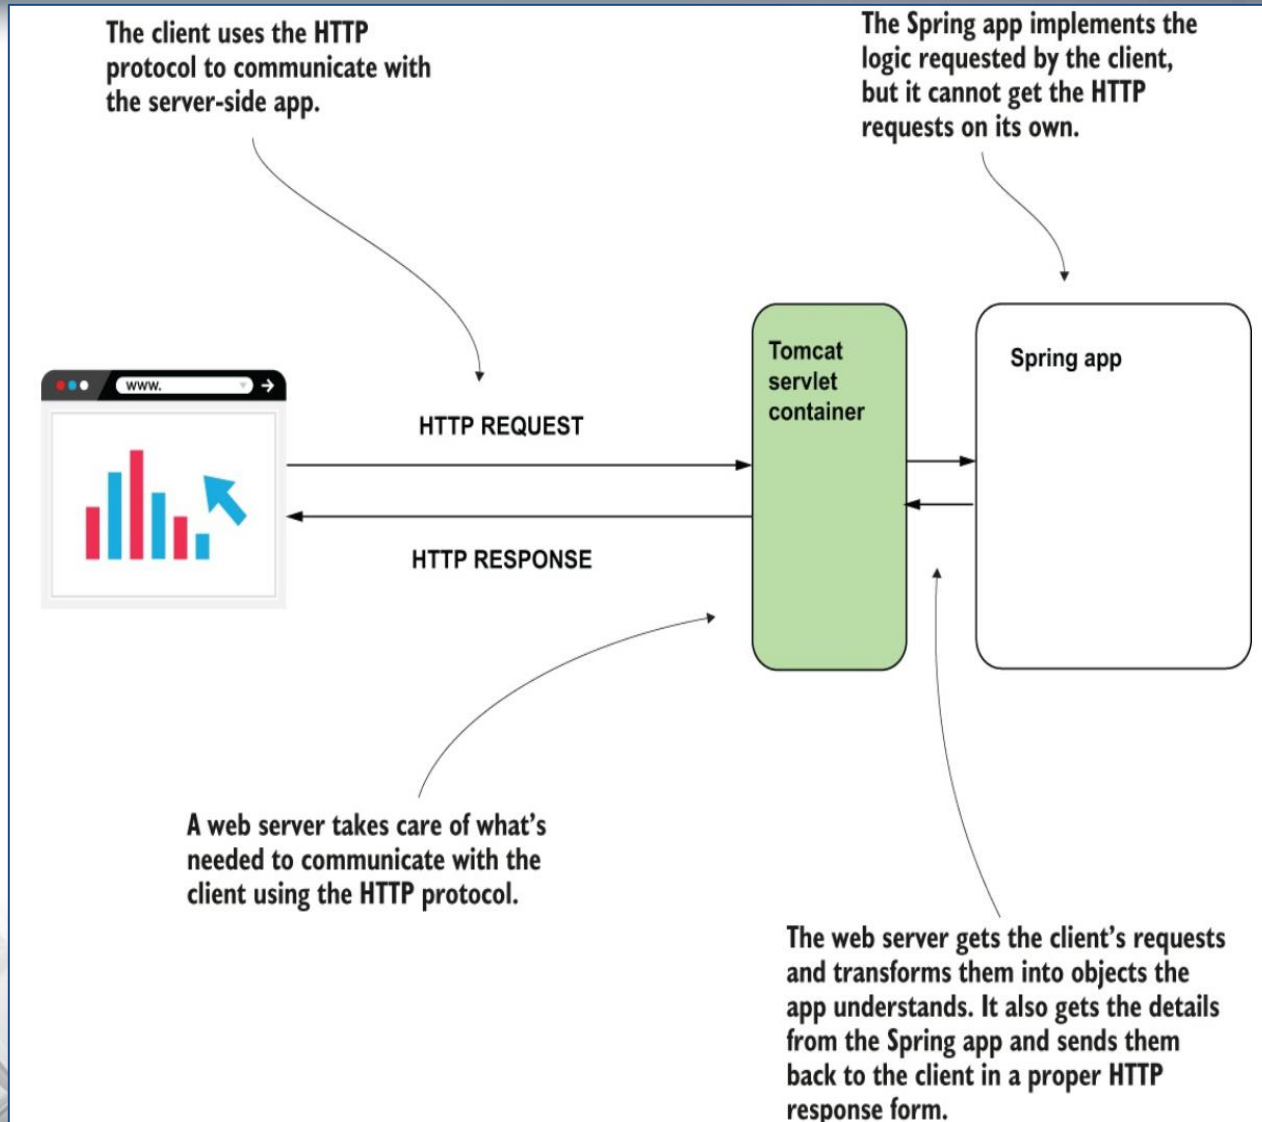 The client uses the HTTP
protocol to communicate with
the server-side app.
The Spring app implements the
logic requested by the client,
but it cannot get the HTTP
requests on its own.
www.
HTTP REQUEST
HTTP RESPONSE
Tomcat
servlet
container
Spring app
A web server takes care of what’s
needed to communicate with the
client using the HTTP protocol.
The web server gets the client’s requests
and transforms them into objects the
app understands. It also gets the details
from the Spring app and sends them
back to the client in a proper HTTP
response form.